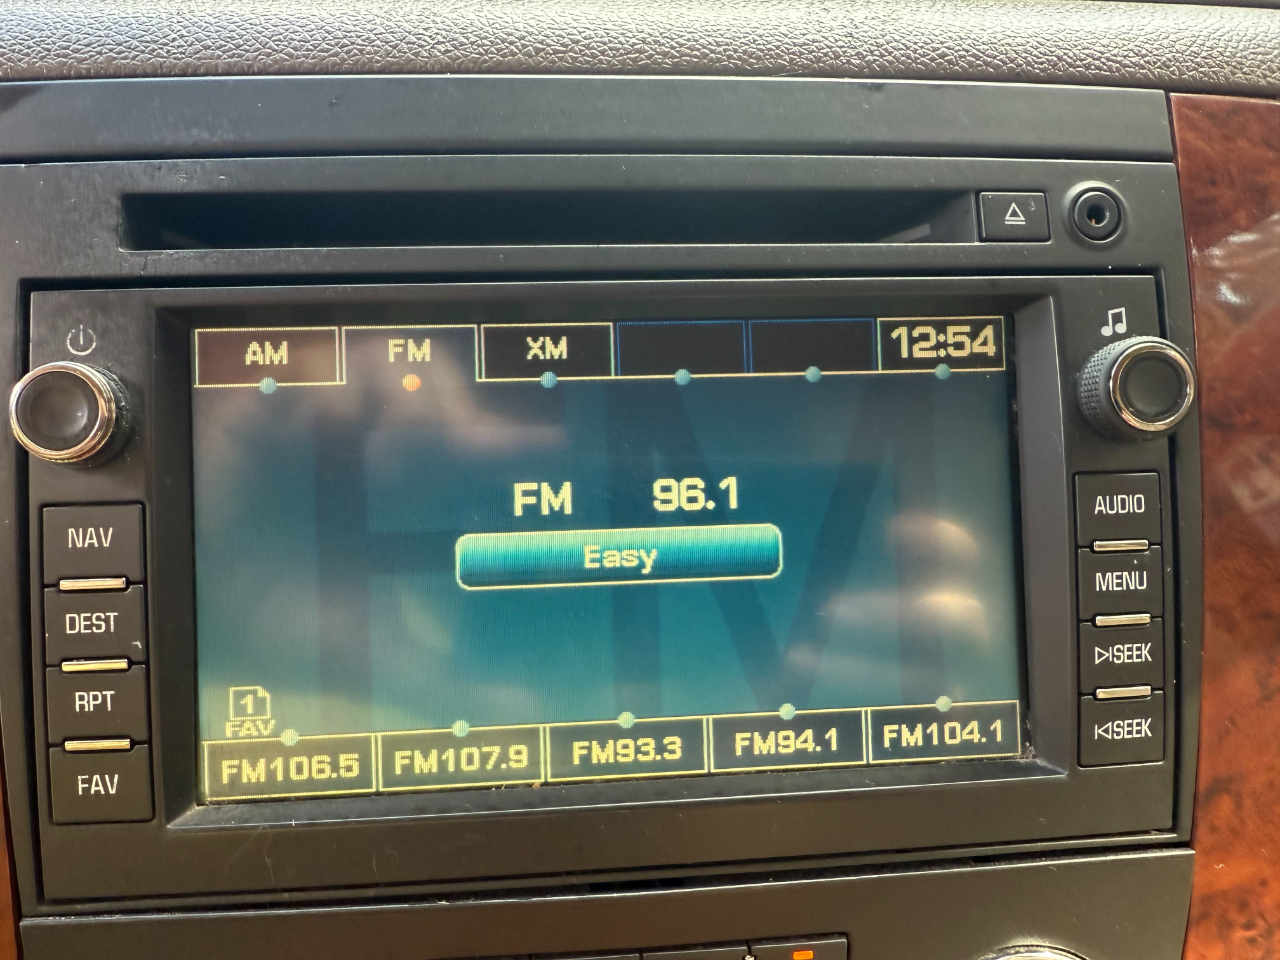 AM
FM
XM
12:54
FM 96.1
Easy
1
FAV
FM106.5
FM107.9
FM93.3
FM94.1
FM104.1
NAV
DEST
RPT
FAV
AUDIO
MENU
SEEK
SEEK